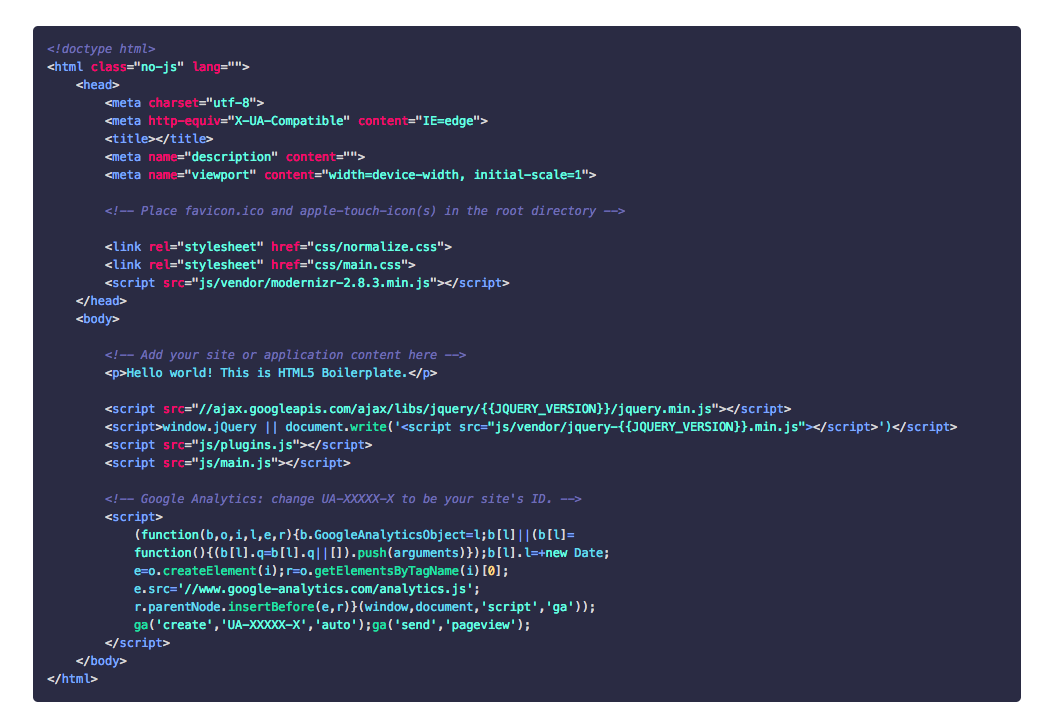 <!doctype html>
<html class="no-js" lang="">
    <head>
        <meta charset="utf-8">
        <meta http-equiv="X-UA-Compatible" content="IE=edge">
        <title></title>
        <meta name="description" content="">
        <meta name="viewport" content="width=device-width, initial-scale=1">

        <!-- Place favicon.ico and apple-touch-icon(s) in the root directory -->

        <link rel="stylesheet" href="css/normalize.css">
        <link rel="stylesheet" href="css/main.css">
        <script src="js/vendor/modernizr-2.8.3.min.js"></script>
    </head>
    <body>

        <!-- Add your site or application content here -->
        <p>Hello world! This is HTML5 Boilerplate.</p>

        <script src="//ajax.googleapis.com/ajax/libs/jquery/{{JQUERY_VERSION}}/jquery.min.js"></script>
        <script>window.jQuery || document.write('<script src="js/vendor/jquery-{{JQUERY_VERSION}}.min.js"></script>')</script>
        <script src="js/plugins.js"></script>
        <script src="js/main.js"></script>

        <!-- Google Analytics: change UA-XXXXX-X to be your site's ID. -->
        <script>
            (function(b,o,i,l,e,r){b.GoogleAnalyticsObject=l;b[l]||(b[l]=
            function(){(b[l].q=b[l].q||[]).push(arguments)});b[l].l=+new Date;
            e=o.createElement(i);r=o.getElementsByTagName(i)[0];
            e.src='//www.google-analytics.com/analytics.js';
            r.parentNode.insertBefore(e,r)}(window,document,'script','ga'));
            ga('create','UA-XXXXX-X','auto');ga('send','pageview');
        </script>
    </body>
</html>